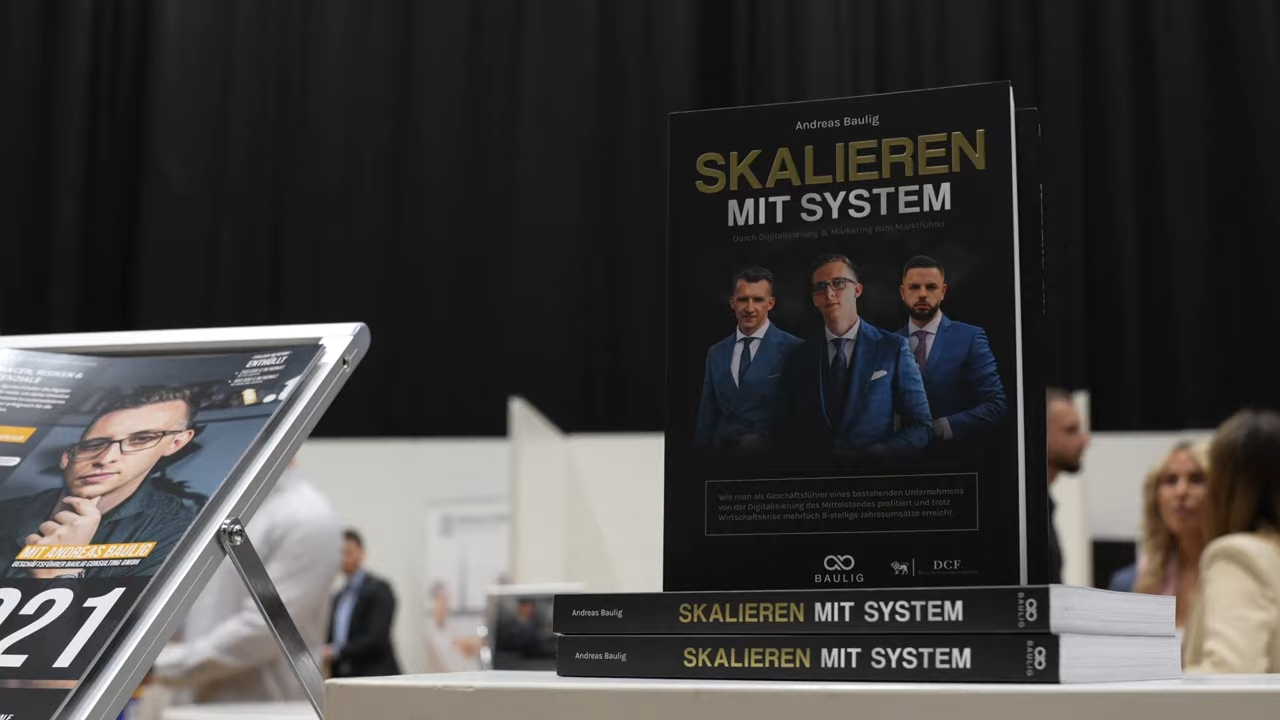 ENTHÜLLT
MIT ANDREAS BAULIG
GESCHÄFTSFÜHRER BAULIG CONSULTING GMBH
021
Andreas Baulig
SKALIEREN
MIT SYSTEM
Durch Digitalisierung & Marketing zum Marktführer
Wie man als Geschäftsführer eines bestehenden Unternehmens
von der Digitalisierung des Mittelstandes profitiert und trotz
Wirtschaftskrise mehrfach 8-stellige Jahresumsätze erreicht.
BAULIG
DCF
Andreas Baulig SKALIEREN MIT SYSTEM BAULIG
Andreas Baulig SKALIEREN MIT SYSTEM BAULIG